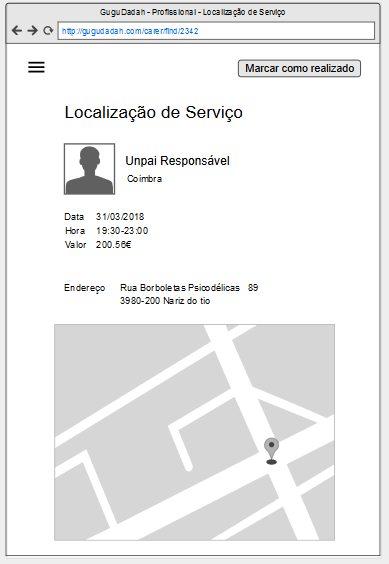 GuguDadah - Profissional - Localização de Serviço
http://gugudadah.com/carer/find/2342
Marcar como realizado
Localização de Serviço
Unpai Responsável
Coimbra
Data 31/03/2018
Hora 19:30-23:00
Valor 200.56€
Endereço Rua Borboletas Psicodélicas 89
3980-200 Nariz do tio